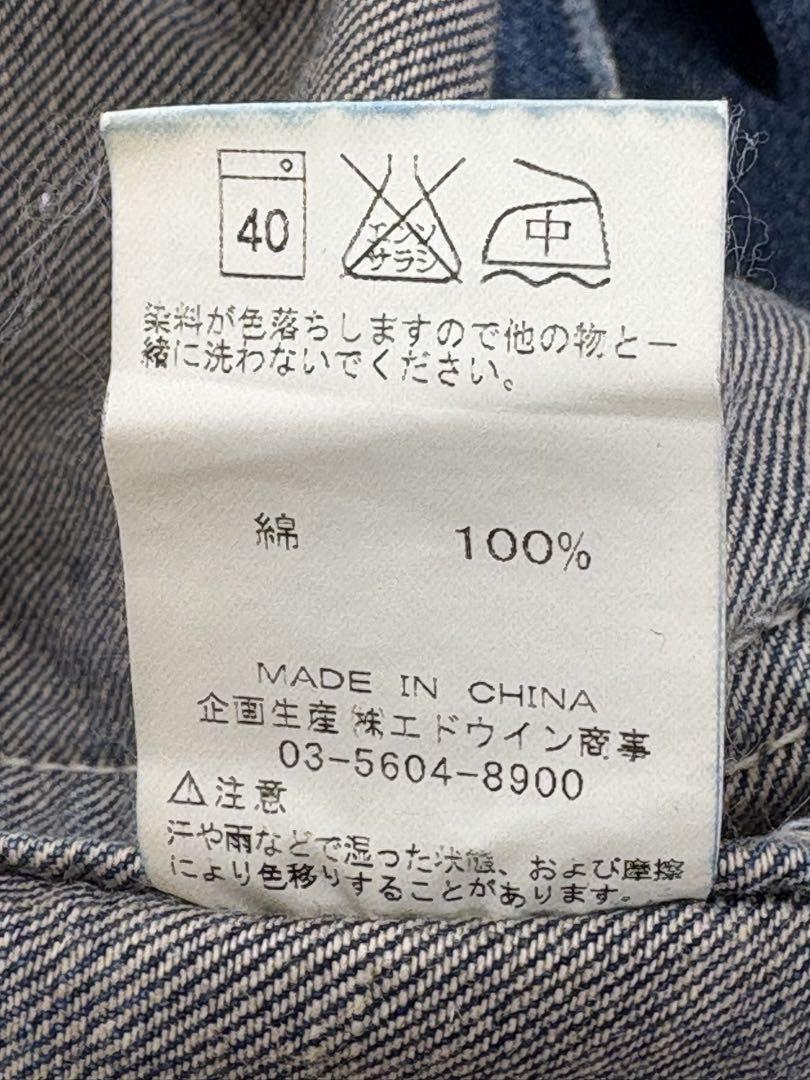 40
エンソ
サラシ
中
染料が色落ちしますので他の物と一
緒に洗わないでください。
綿 100%
MADE IN CHINA
企画生産 ㈱エドウイン商事
03-5604-8900
⚠注意
汗や雨などで湿った状態、および摩擦
により色移りすることがあります。